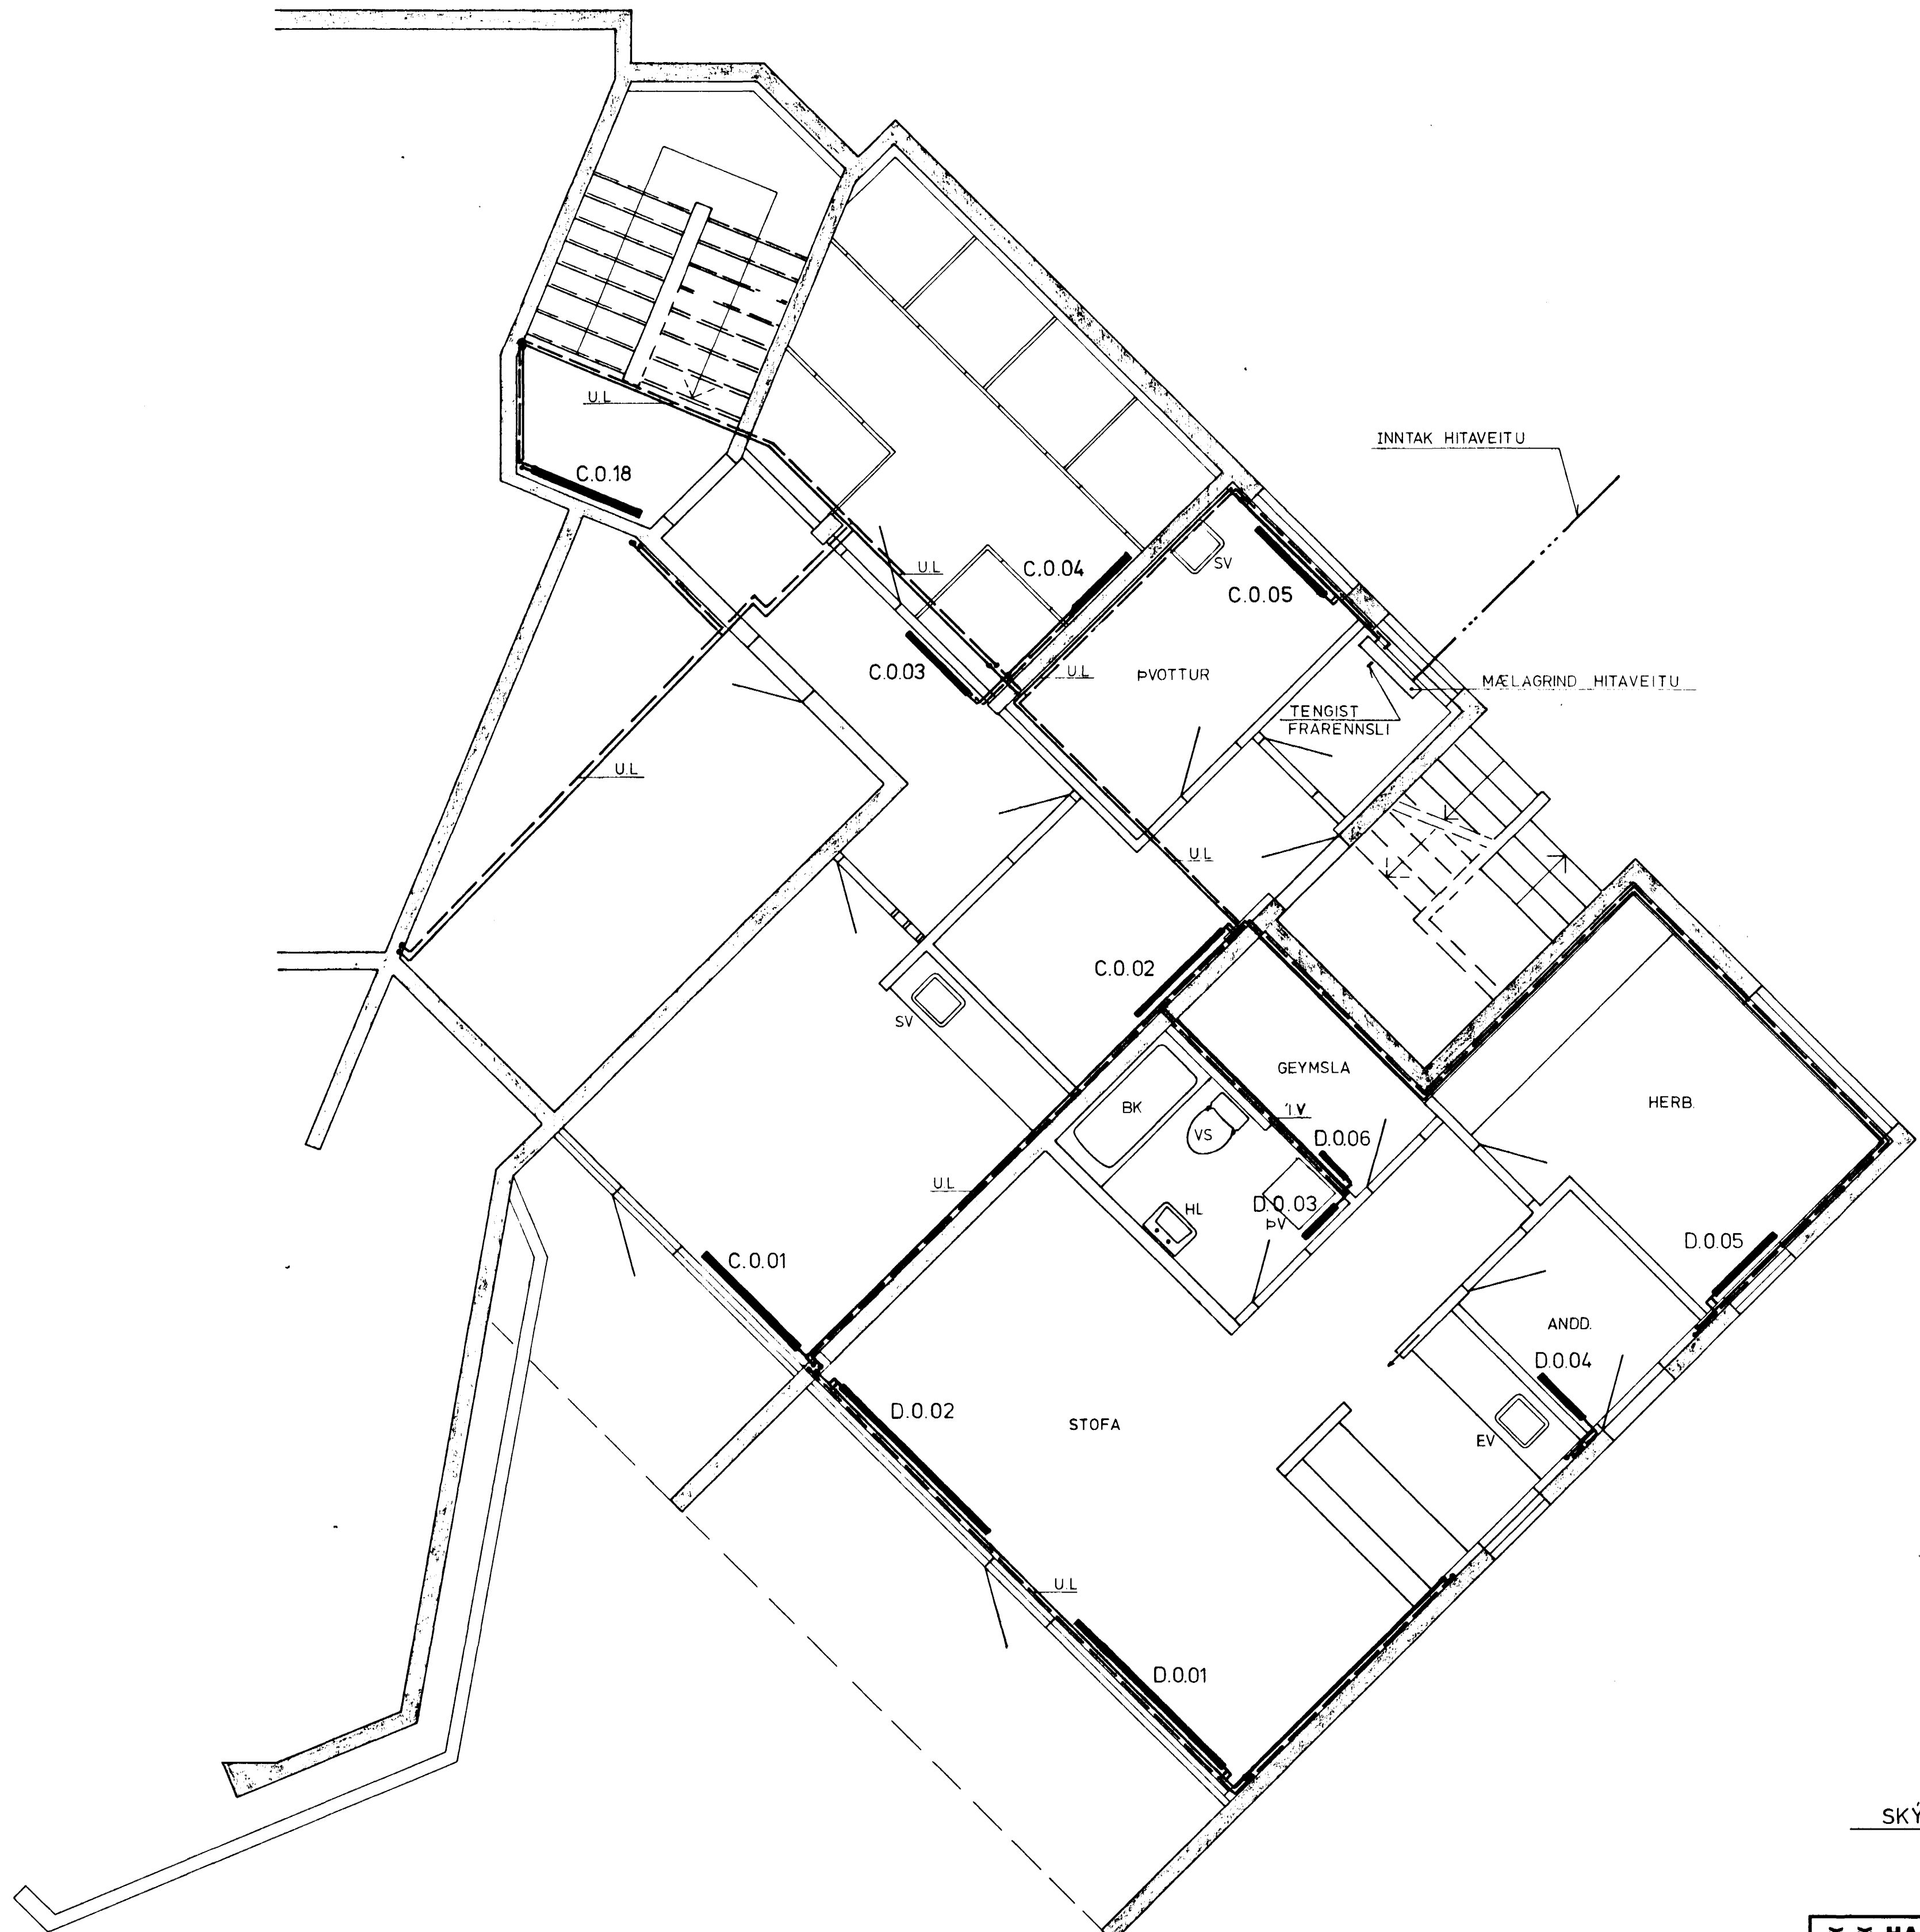 U.L
C.0.18
INNTAK HITAVEITU
U.L
C.0.04
SV
C.0.05
C.0.03
U.L
ÞVOTTUR
MÆLAGRIND HITAVEITU
TENGIST
FRARENNSLI
U.L
U.L
C.0.02
SV
GEYMSLA
BK
HERB.
VS
D.0.06
U.L
HL
D.0.03
ÞV
D.0.05
C.0.01
ANDD.
D.0.04
D.0.02
STOFA
EV
U.L
D.0.01
SKÝ